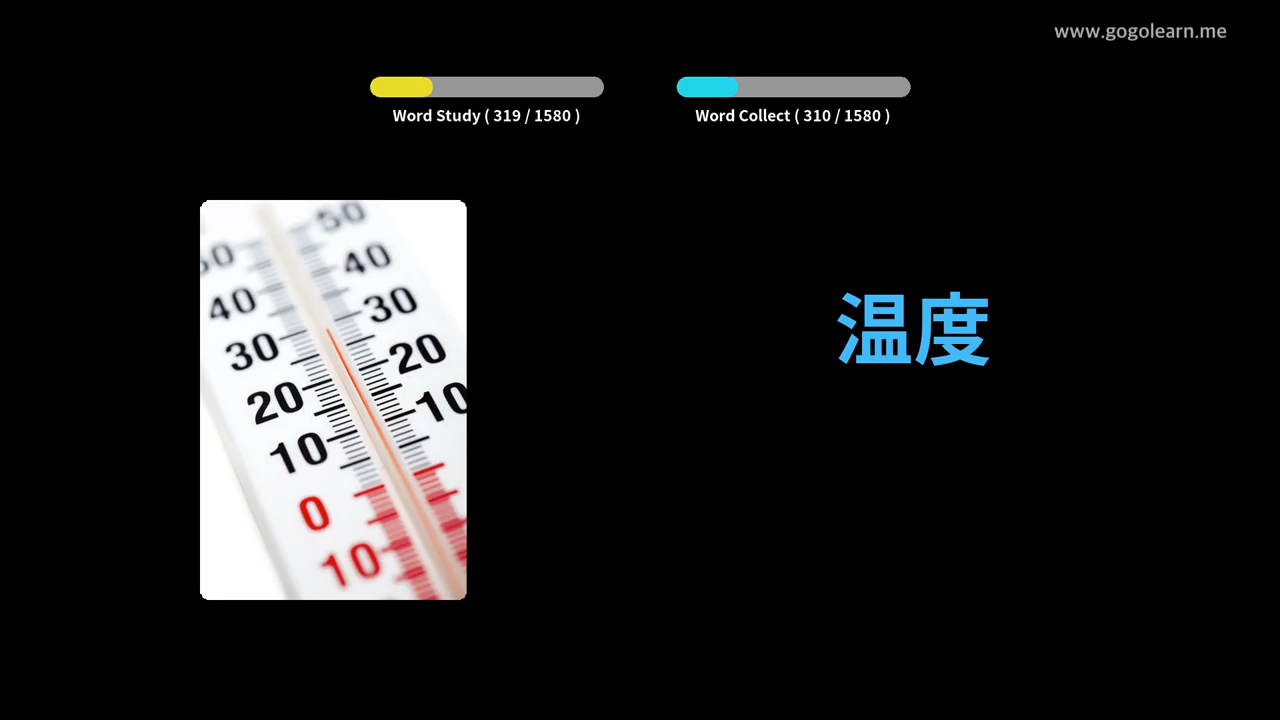 www.gogolearn.me
Word Study ( 319 / 1580 )
Word Collect ( 310 / 1580 )
温度
50
50 40
40 30
30 20
20 10
10
0
10